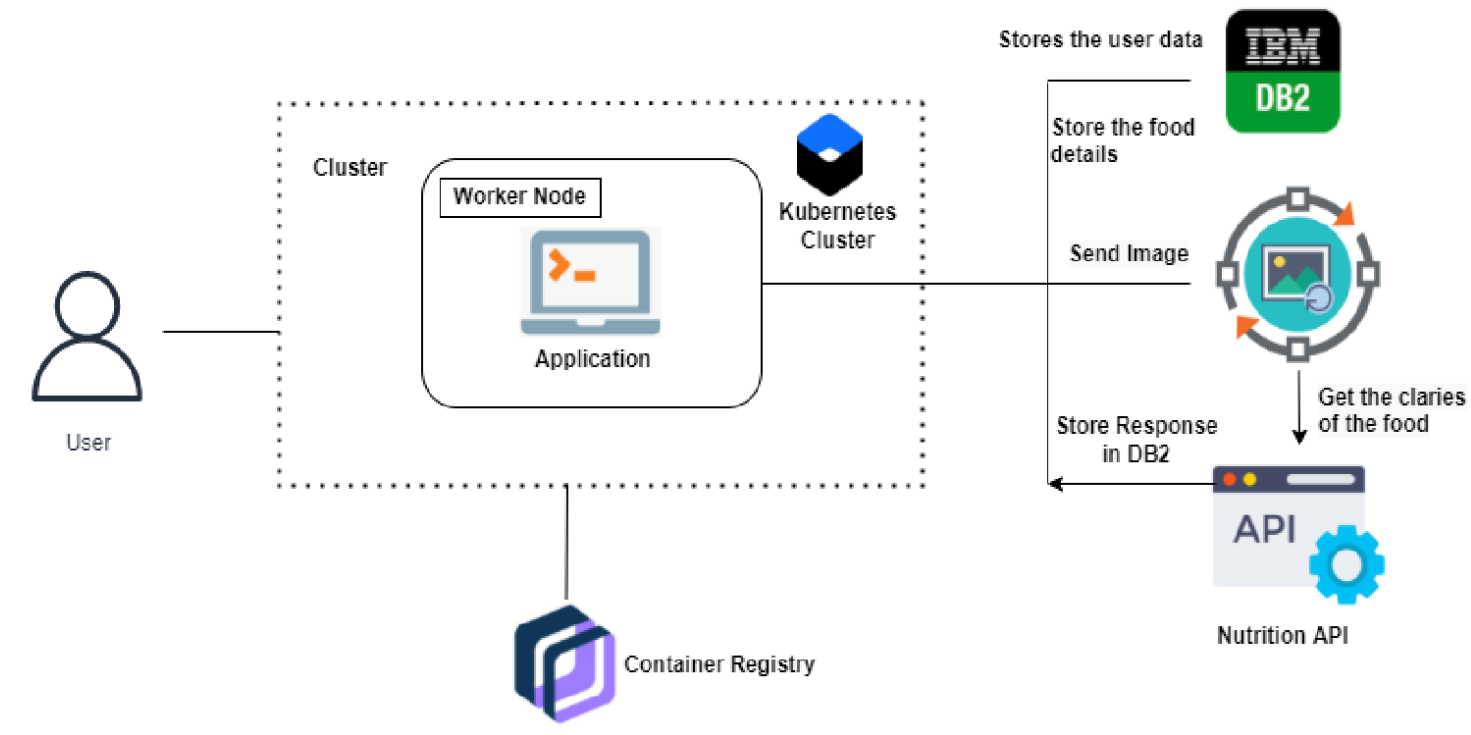 Stores the user data
IBM
DB2
Store the food
details
Cluster
Worker Node
Kubernetes
Cluster
Send Image
Application
User
Get the claries
of the food
Store Response
in DB2
API
Nutrition API
Container Registry